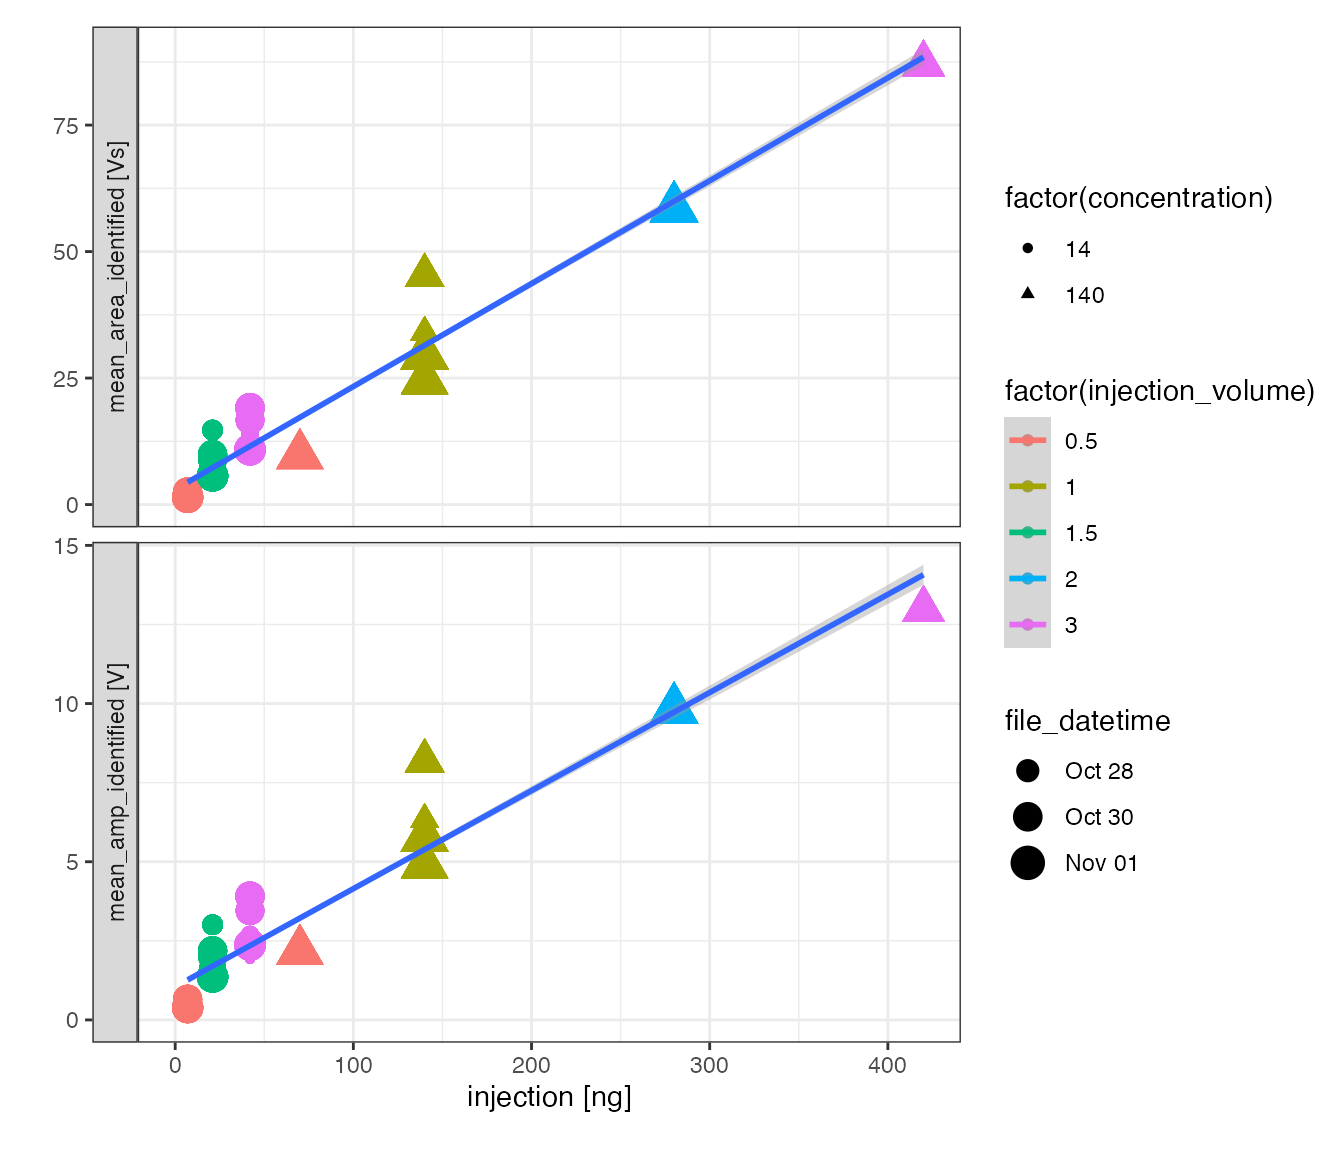 mean_area_identified [Vs]
75
50
25
0
mean_amp_identified [V]
15
10
5
0
0 100 200 300 400
injection [ng]
factor(concentration)
14
140
factor(injection_volume)
0.5
1
1.5
2
3
file_datetime
Oct 28
Oct 30
Nov 01